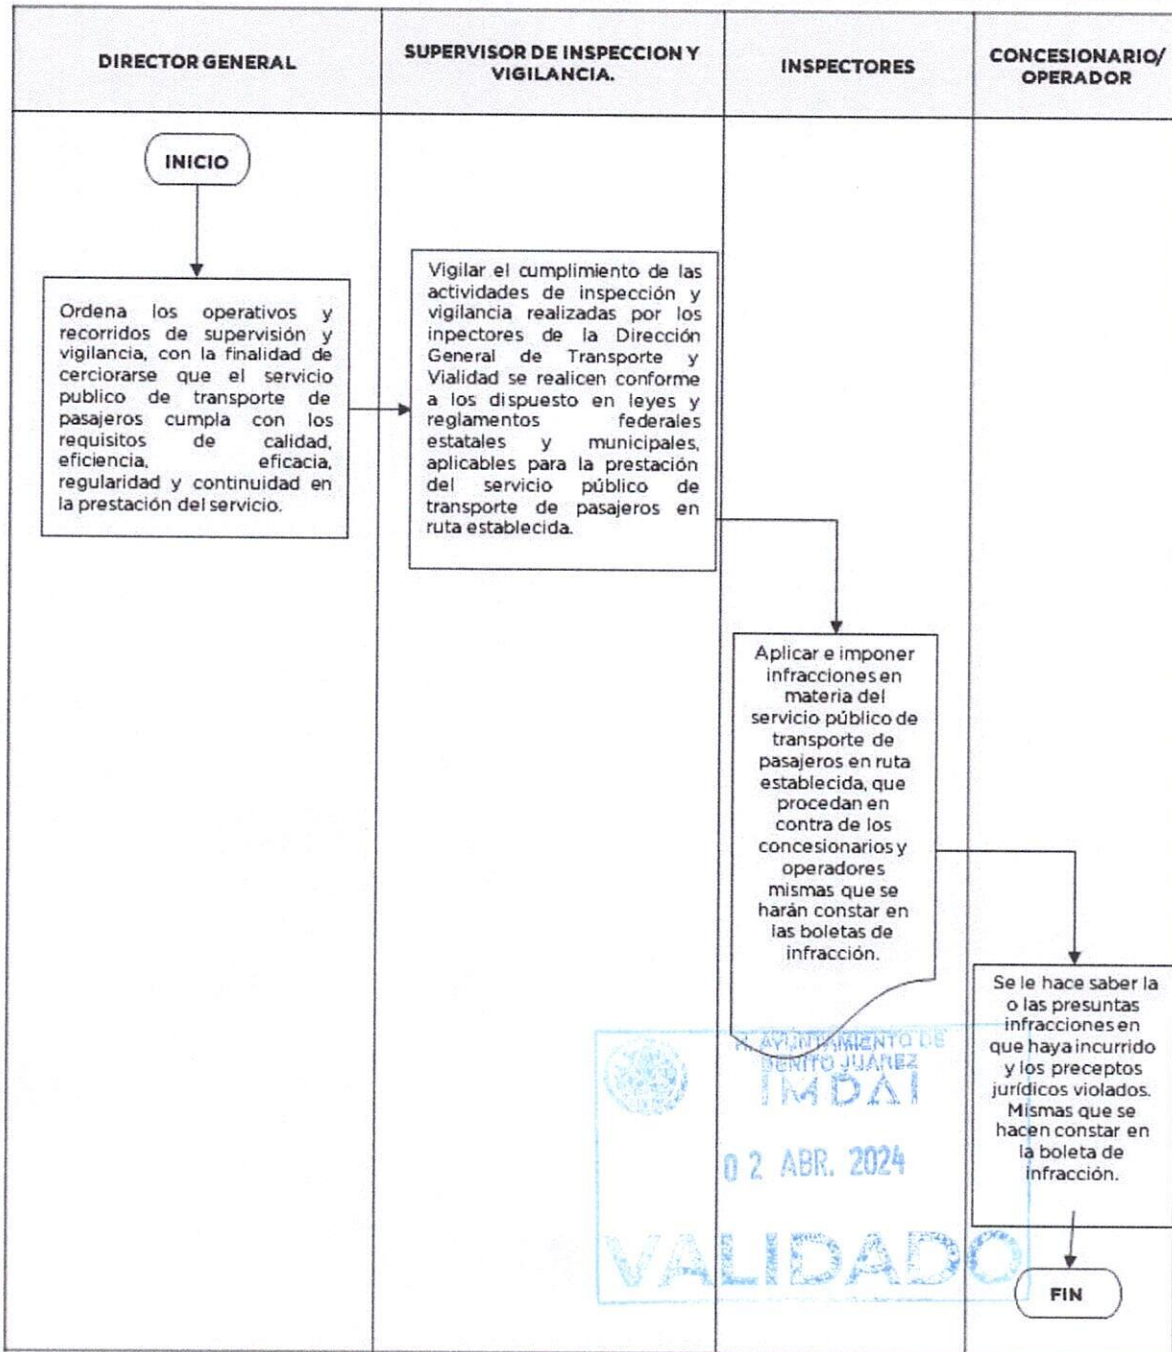 DIRECTOR GENERAL
SUPERVISOR DE INSPECCION Y
VIGILANCIA.
INSPECTORES
CONCESIONARIO/
OPERADOR
INICIO
Ordena los operativos y
recorridos de supervisión y
vigilancia, con la finalidad de
cerciorarse que el servicio
publico de transporte de
pasajeros cumpla con los
requisitos de calidad,
eficiencia, eficacia,
regularidad y continuidad en
la prestación del servicio.
Vigilar el cumplimiento de las
actividades de inspección y
vigilancia realizadas por los
inpectores de la Dirección
General de Transporte y
Vialidad se realicen conforme
a los dispuesto en leyes y
reglamentos federales
estatales y municipales,
aplicables para la prestación
del servicio público de
transporte de pasajeros en
ruta establecida.
Aplicar e imponer
infracciones en
materia del
servicio público de
transporte de
pasajeros en ruta
establecida, que
procedan en
contra de los
concesionarios y
operadores
mismas que se
harán constar en
las boletas de
infracción.
Se le hace saber la
o las presuntas
infracciones en
que haya incurrido
y los preceptos
jurídicos violados.
Mismas que se
hacen constar en
la boleta de
infracción.
FIN
H. AYUNTAMIENTO DE
BENITO JUÁREZ
IMDAI
02 ABR. 2024
VALIDADO